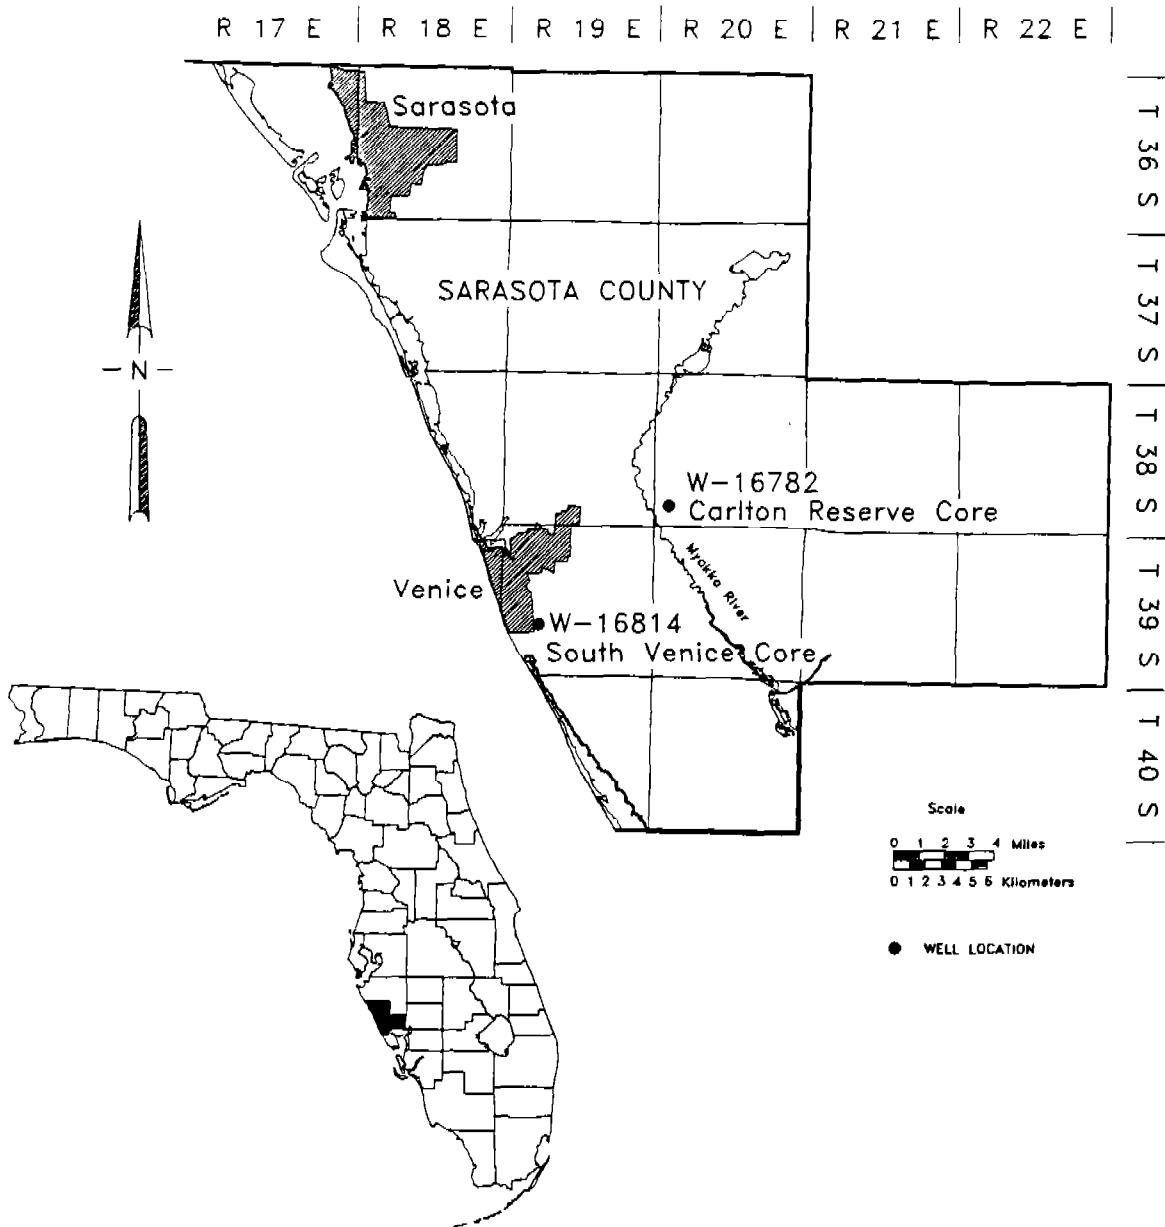 R 17 E | R 18 E | R 19 E | R 20 E | R 21 E | R 22 E |
T 36 S
T 37 S
T 38 S
T 39 S
T 40 S
Sarasota
SARASOTA COUNTY
N
W-16782
Carlton Reserve Core
Myakka River
Venice
W-16814
South Venice Core
Scale
0 1 2 3 4 Miles
0 1 2 3 4 5 6 Kilometers
WELL LOCATION